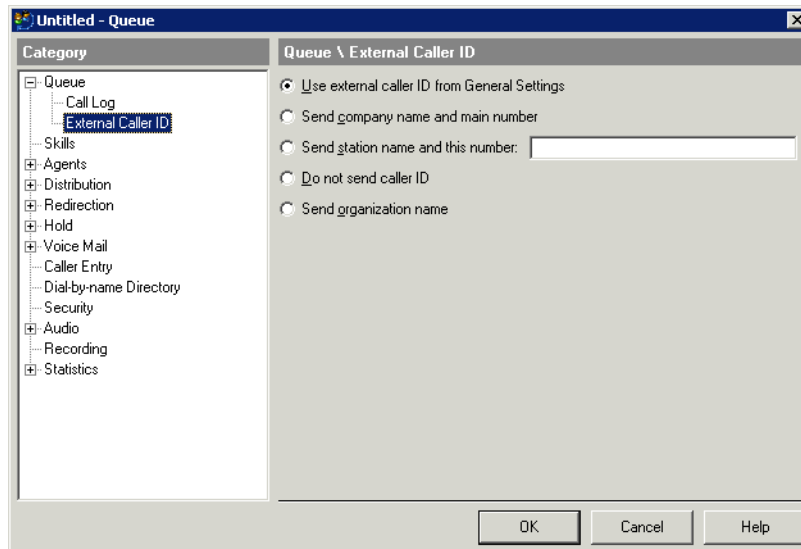 Untitled - Queue
Category
Queue
Call Log
External Caller ID
Skills
Agents
Distribution
Redirection
Hold
Voice Mail
Caller Entry
Dial-by-name Directory
Security
Audio
Recording
Statistics
Queue \ External Caller ID
Use external caller ID from General Settings
Send company name and main number
Send station name and this number:
Do not send caller ID
Send organization name
OK Cancel Help